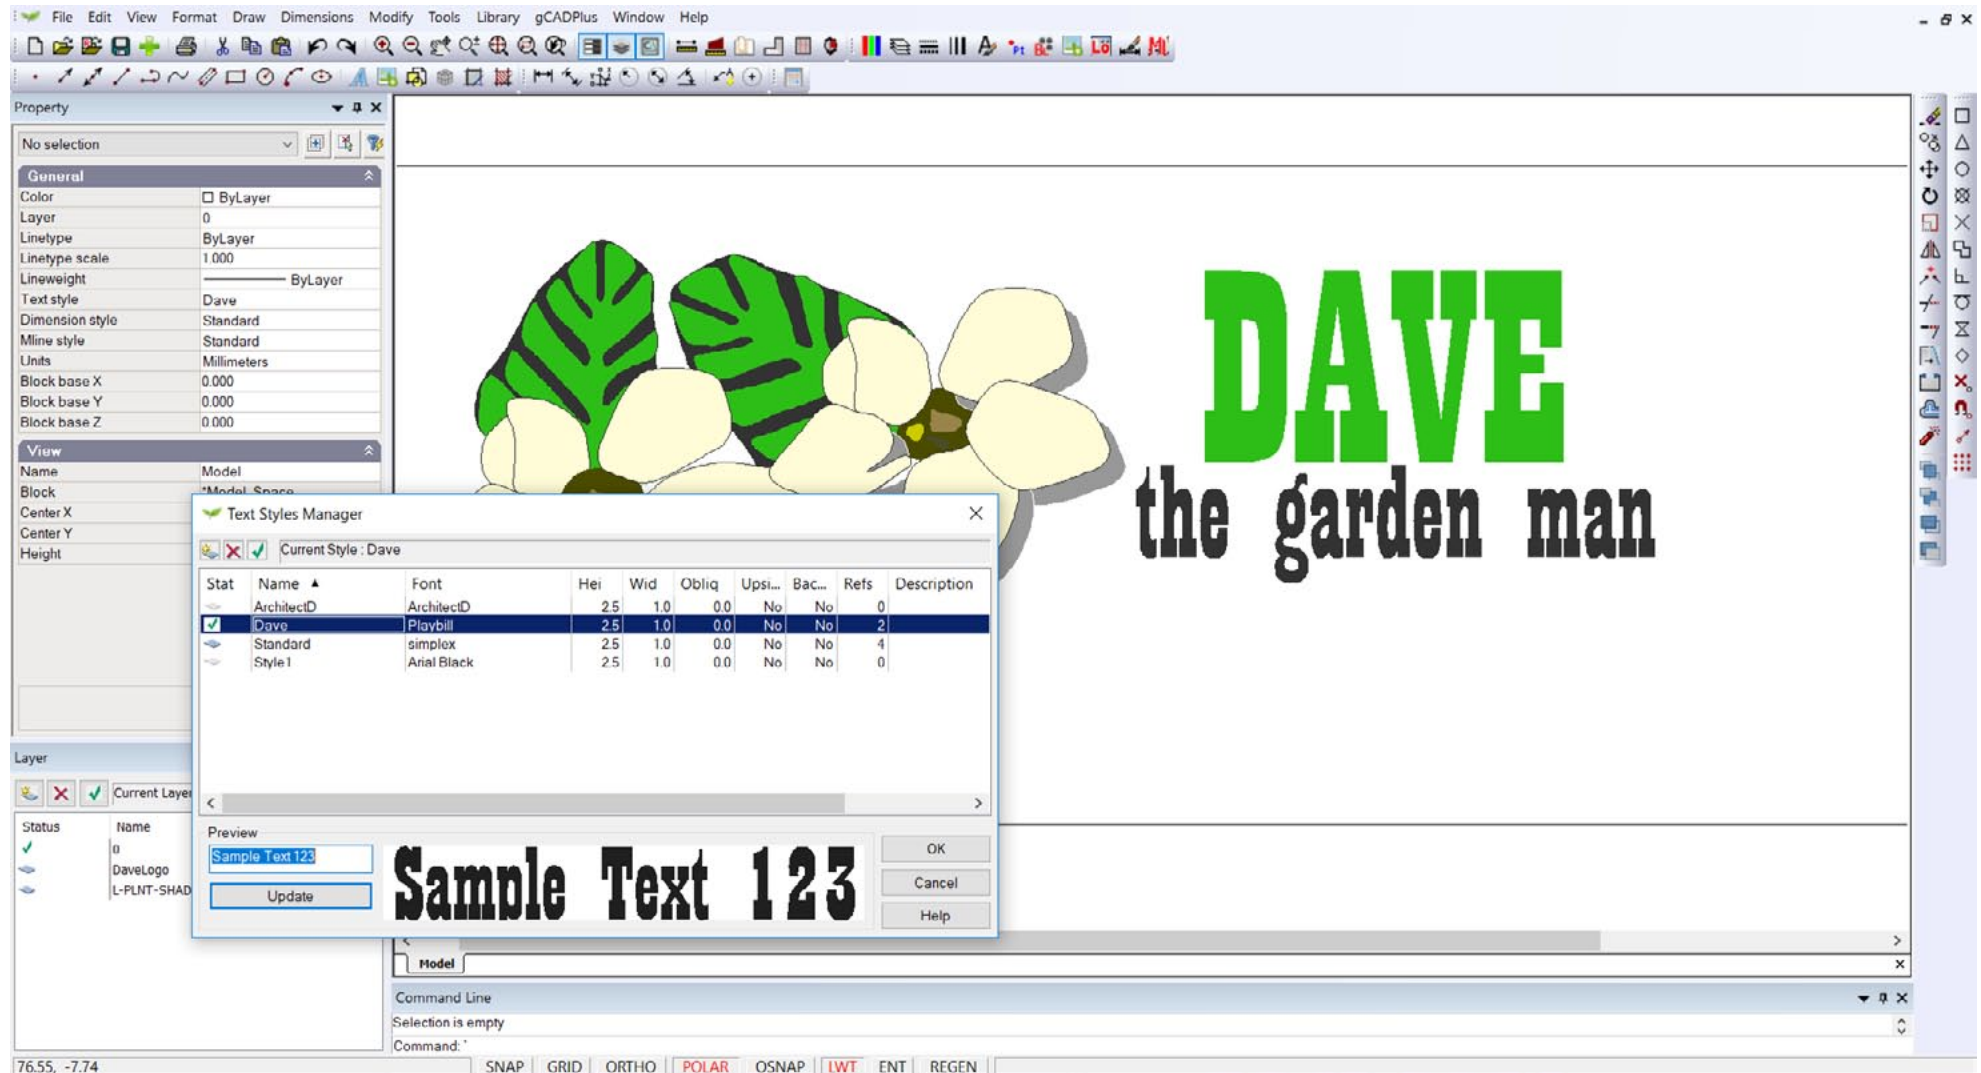 File Edit View Format Draw Dimensions Modify Tools Library gCADPlus Window Help
Property
No selection
General
Color ByLayer
Layer 0
Linetype ByLayer
Linetype scale 1.000
Lineweight ByLayer
Text style Dave
Dimension style Standard
Mline style Standard
Units Millimeters
Block base X 0.000
Block base Y 0.000
Block base Z 0.000
View
Name Model
Block *Model_Space
Center X
Center Y
Height
DAVE
the garden man
Text Styles Manager
Current Style : Dave
Stat Name Font Hei Wid Obliq Upsi... Bac... Refs Description
ArchitectD ArchitectD 2.5 1.0 0.0 No No 0
Dave Playbill 2.5 1.0 0.0 No No 2
Standard simplex 2.5 1.0 0.0 No No 4
Style1 Arial Black 2.5 1.0 0.0 No No 0
Preview
Sample Text 123
Update
Sample Text 123
OK
Cancel
Help
Layer
Current Laye
Status Name
0
DaveLogo
L-PLNT-SHAD
Model
Command Line
Selection is empty
Command: '
76.55, -7.74 SNAP GRID ORTHO POLAR OSNAP LWT ENT REGEN